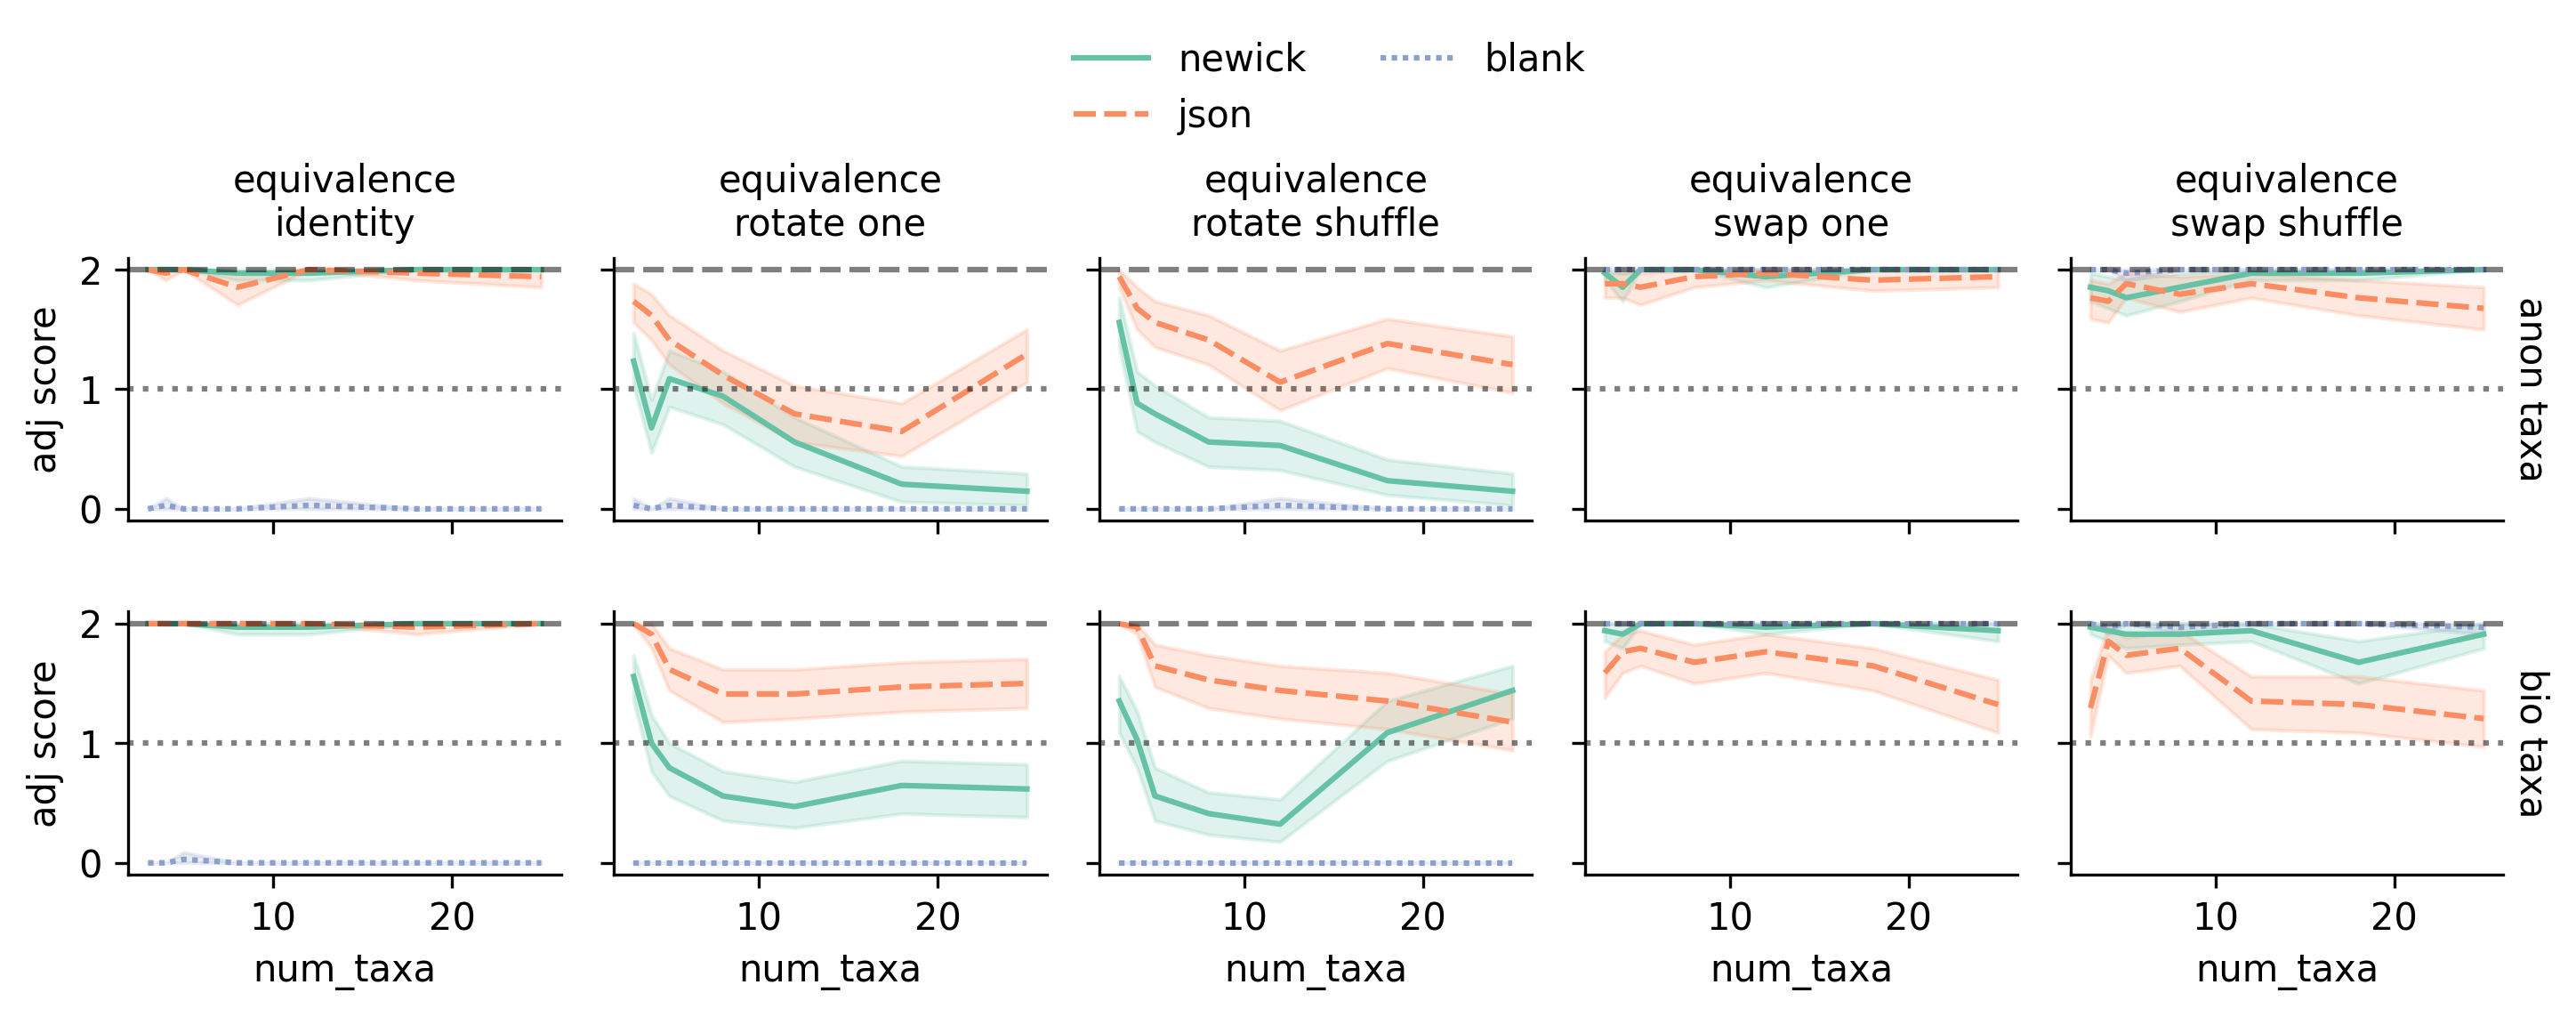 newick
blank
json
equivalence
identity
equivalence
rotate one
equivalence
rotate shuffle
equivalence
swap one
equivalence
swap shuffle
adj score
2
1
0
anon taxa
adj score
2
1
0
bio taxa
10
20
10
20
10
20
10
20
10
20
num_taxa
num_taxa
num_taxa
num_taxa
num_taxa